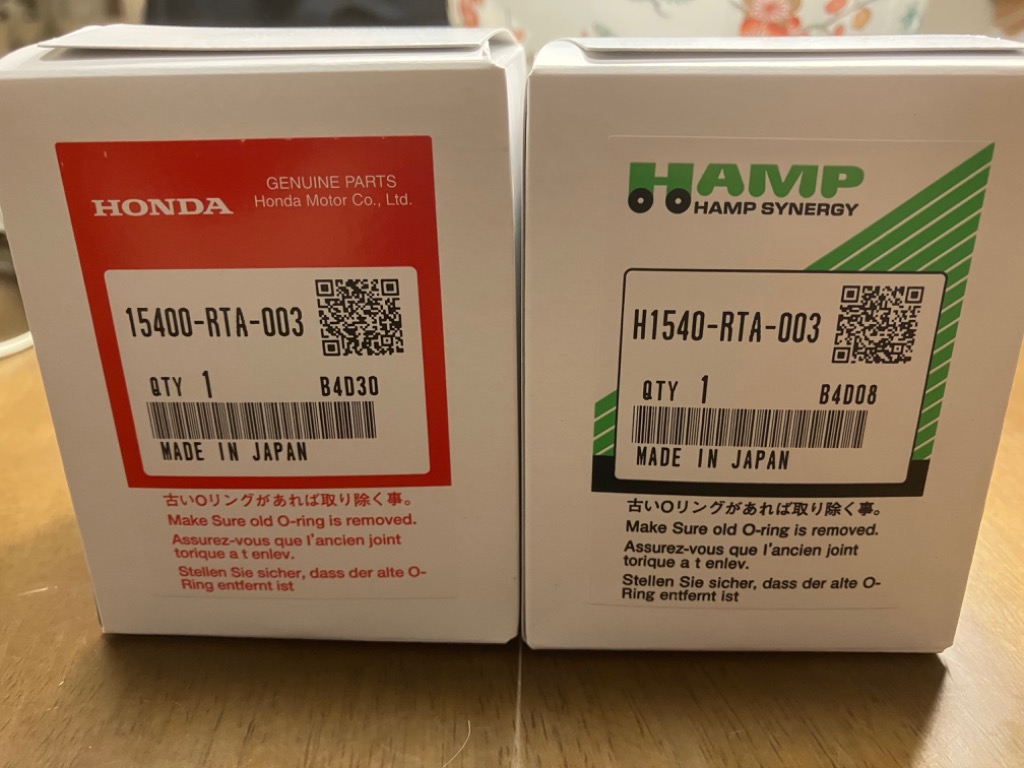 HONDA
GENUINE PARTS
Honda Motor Co., Ltd.
15400-RTA-003
QTY 1
B4D30
MADE IN JAPAN
古いOリングがあれば取り除く事。
Make Sure old O-ring is removed.
Assurez-vous que l'ancien joint
torique a t enlev.
Stellen Sie sicher, dass der alte O-
Ring entfernt ist
HAMP
HAMP SYNERGY
H1540-RTA-003
QTY 1
B4D08
MADE IN JAPAN
古いOリングがあれば取り除く事。
Make Sure old O-ring is removed.
Assurez-vous que l'ancien joint
torique a t enlev.
Stellen Sie sicher, dass der alte O-
Ring entfernt ist